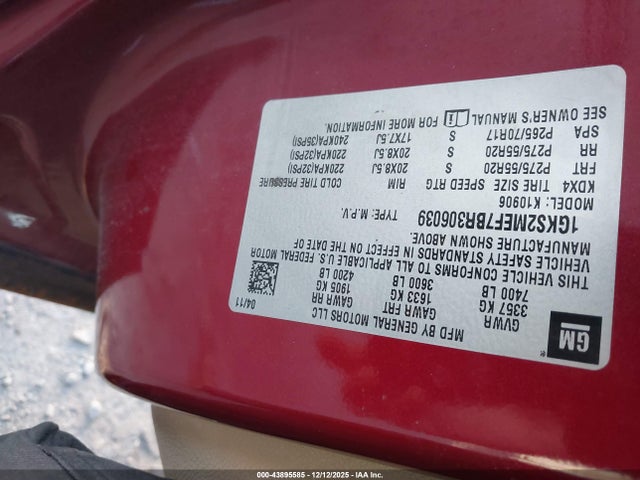 GM
MFD BY GENERAL MOTORS LLC 04/11
GVWR GAWR FRT GAWR RR
3357 KG 1633 KG 1905 KG
7400 LB 3600 LB 4200 LB
THIS VEHICLE CONFORMS TO ALL APPLICABLE U.S. FEDERAL MOTOR
VEHICLE SAFETY STANDARDS IN EFFECT ON THE DATE OF
MANUFACTURE SHOWN ABOVE.
1GKS2MEF7BR306039 TYPE: M.P.V.
MODEL: K10906
KDX4 TIRE SIZE SPEED RTG RIM COLD TIRE PRESSURE
FRT P275/55R20 S 20X8.5J 220KPA(32PSI)
RR P275/55R20 S 20X8.5J 220KPA(32PSI)
SPA P265/70R17 S 17X7.5J 240KPA(35PSI)
SEE OWNER'S MANUAL FOR MORE INFORMATION.
000-43895585 - 12/12/2025 - IAA Inc.